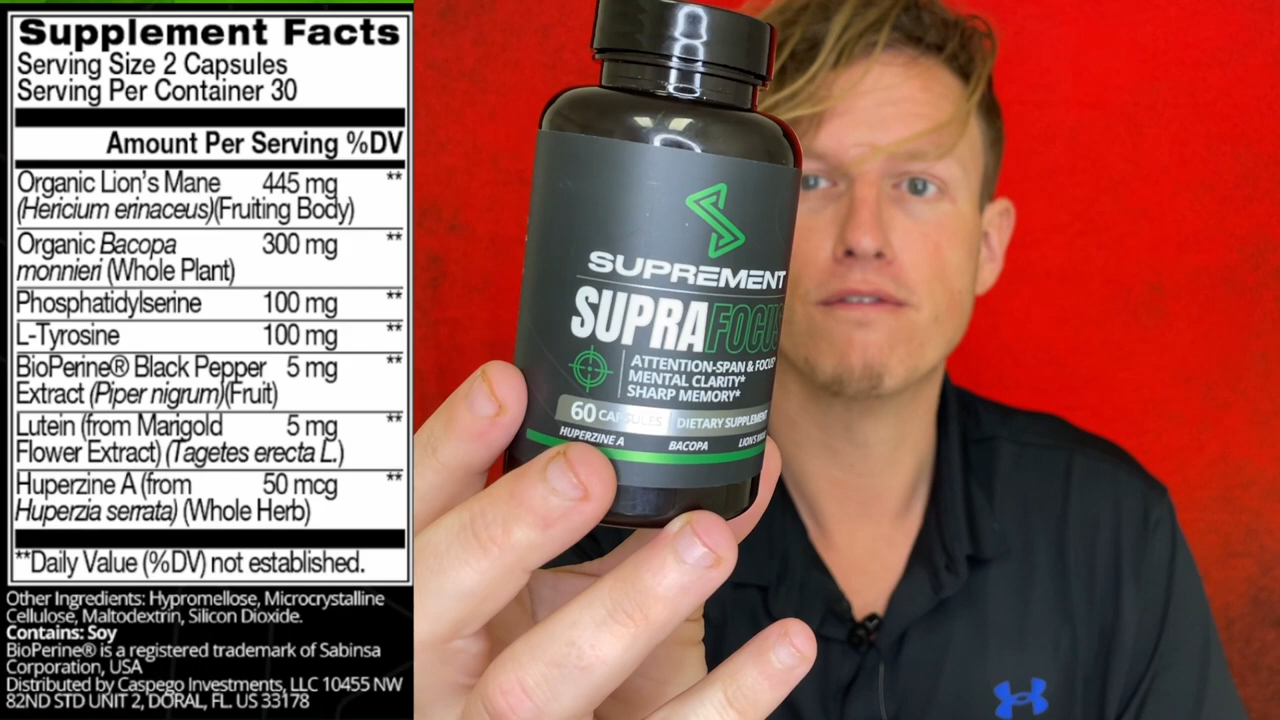 Supplement Facts
Serving Size 2 Capsules
Serving Per Container 30
Amount Per Serving %DV
Organic Lion's Mane 445 mg **
(Hericium erinaceus)(Fruiting Body)
Organic Bacopa 300 mg **
monnieri (Whole Plant)
Phosphatidylserine 100 mg **
L-Tyrosine 100 mg **
BioPerine® Black Pepper 5 mg **
Extract (Piper nigrum)(Fruit)
Lutein (from Marigold 5 mg **
Flower Extract) (Tagetes erecta L.)
Huperzine A (from 50 mcg **
Huperzia serrata) (Whole Herb)
**Daily Value (%DV) not established.
Other Ingredients: Hypromellose, Microcrystalline
Cellulose, Maltodextrin, Silicon Dioxide.
Contains: Soy
BioPerine® is a registered trademark of Sabinsa
Corporation, USA
Distributed by Caspego Investments, LLC 10455 NW
82ND STD UNIT 2, DORAL, FL. US 33178
SUPREMENT
SUPRAFOCUS
ATTENTION-SPAN & FOCUS
MENTAL CLARITY*
SHARP MEMORY*
60 CAPSULES DIETARY SUPPLEMENT
HUPERZINE A BACOPA LION'S